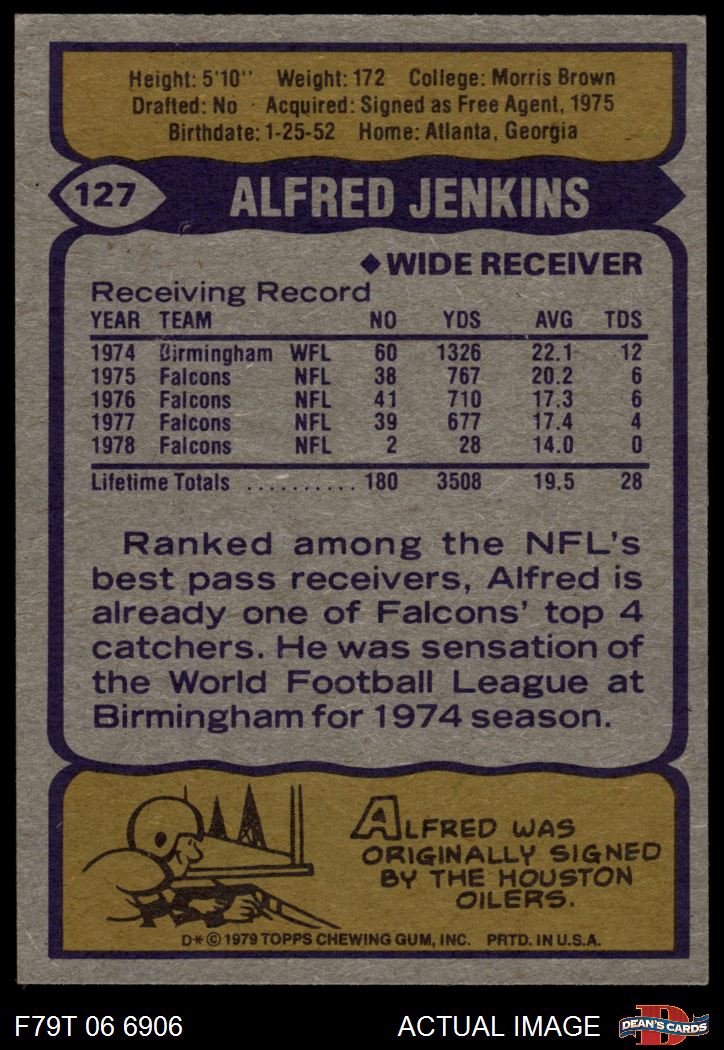 Height: 5'10" Weight: 172 College: Morris Brown
Drafted: No · Acquired: Signed as Free Agent, 1975
Birthdate: 1-25-52 Home: Atlanta, Georgia
127 ALFRED JENKINS
◆WIDE RECEIVER
Receiving Record
YEAR TEAM NO YDS AVG TDS
1974 Birmingham WFL 60 1326 22.1 12
1975 Falcons NFL 38 767 20.2 6
1976 Falcons NFL 41 710 17.3 6
1977 Falcons NFL 39 677 17.4 4
1978 Falcons NFL 2 28 14.0 0
Lifetime Totals .......... 180 3508 19.5 28
Ranked among the NFL's
best pass receivers, Alfred is
already one of Falcons' top 4
catchers. He was sensation of
the World Football League at
Birmingham for 1974 season.
ALFRED WAS
ORIGINALLY SIGNED
BY THE HOUSTON
OILERS.
D*©1979 TOPPS CHEWING GUM, INC. PRTD. IN U.S.A.
F79T 06 6906 ACTUAL IMAGE D DEAN'S CARDS